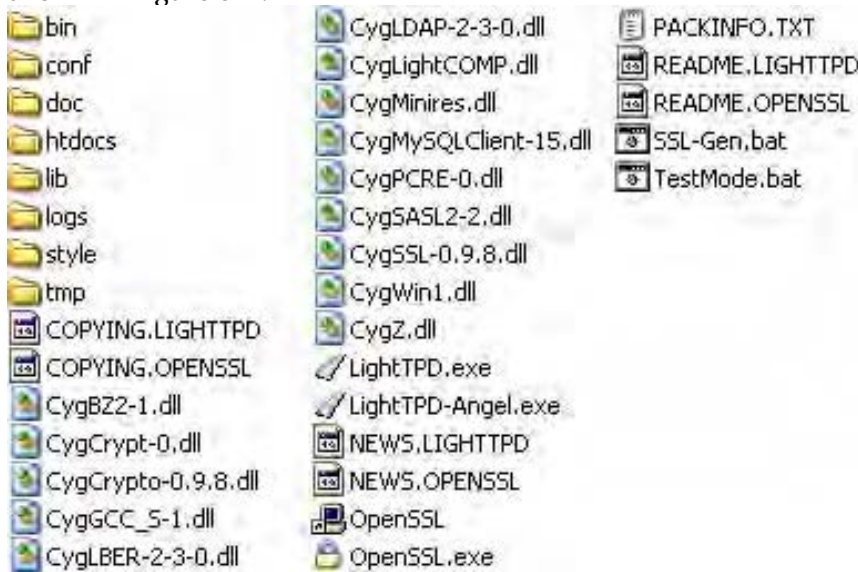 bin
conf
doc
htdocs
lib
logs
style
tmp
COPYING.LIGHTTPD
COPYING.OPENSSL
CygBZ2-1.dll
CygCrypt-0.dll
CygCrypto-0.9.8.dll
CygGCC_S-1.dll
CygLBER-2-3-0.dll
CygLDAP-2-3-0.dll
CygLightCOMP.dll
CygMinires.dll
CygMySQLClient-15.dll
CygPCRE-0.dll
CygSASL2-2.dll
CygSSL-0.9.8.dll
CygWin1.dll
CygZ.dll
LightTPD.exe
LightTPD-Angel.exe
NEWS.LIGHTTPD
NEWS.OPENSSL
OpenSSL
OpenSSL.exe
PACKINFO.TXT
README.LIGHTTPD
README.OPENSSL
SSL-Gen.bat
TestMode.bat